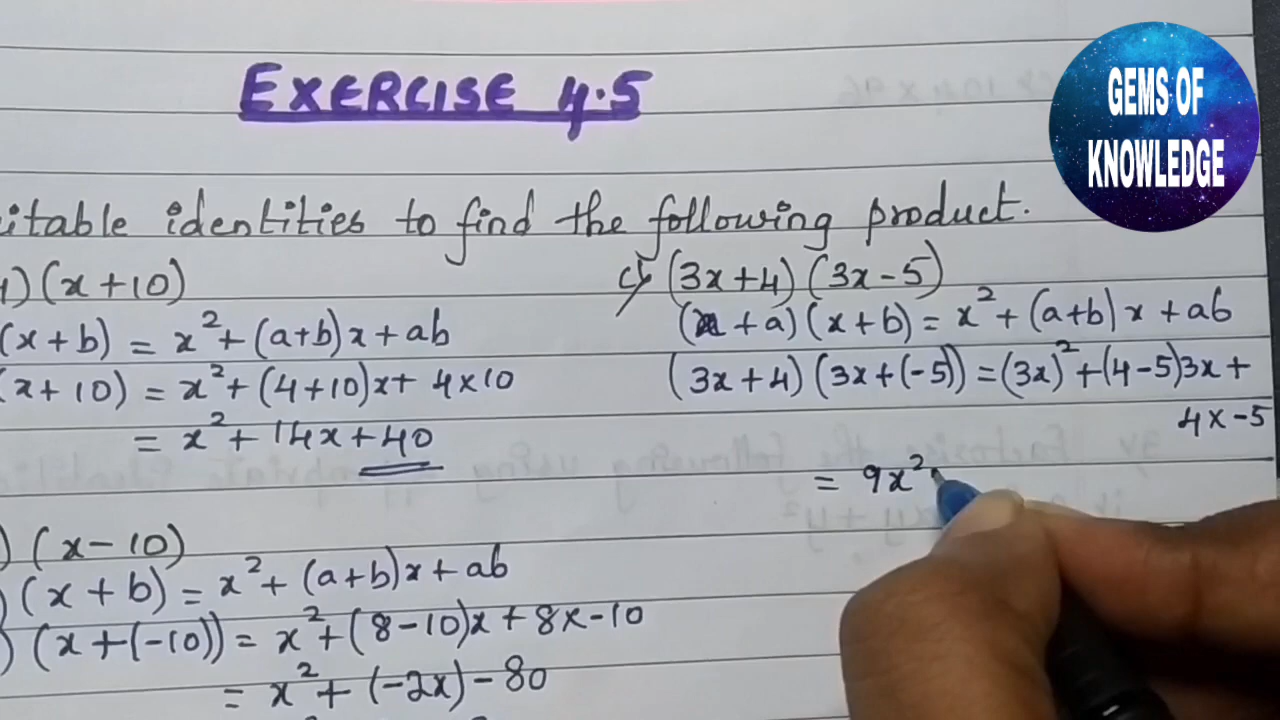 EXERCISE 4.5
GEMS OF
KNOWLEDGE
identities to find the following product.
(x+10)
(x+b) = x²+(a+b)x+ab
(x+10) = x²+(4+10)x+ 4×10
= x²+14x+40
(x-10)
(x+b) = x²+(a+b)x+ab
(x+(-10)) = x²+(8-10)x+8×-10
= x²+(-2x)-80
c) (3x+4)(3x-5)
(x+a)(x+b) = x²+(a+b)x+ab
(3x+4)(3x+(-5)) = (3x)²+(4-5)3x+
4×-5
= 9x²